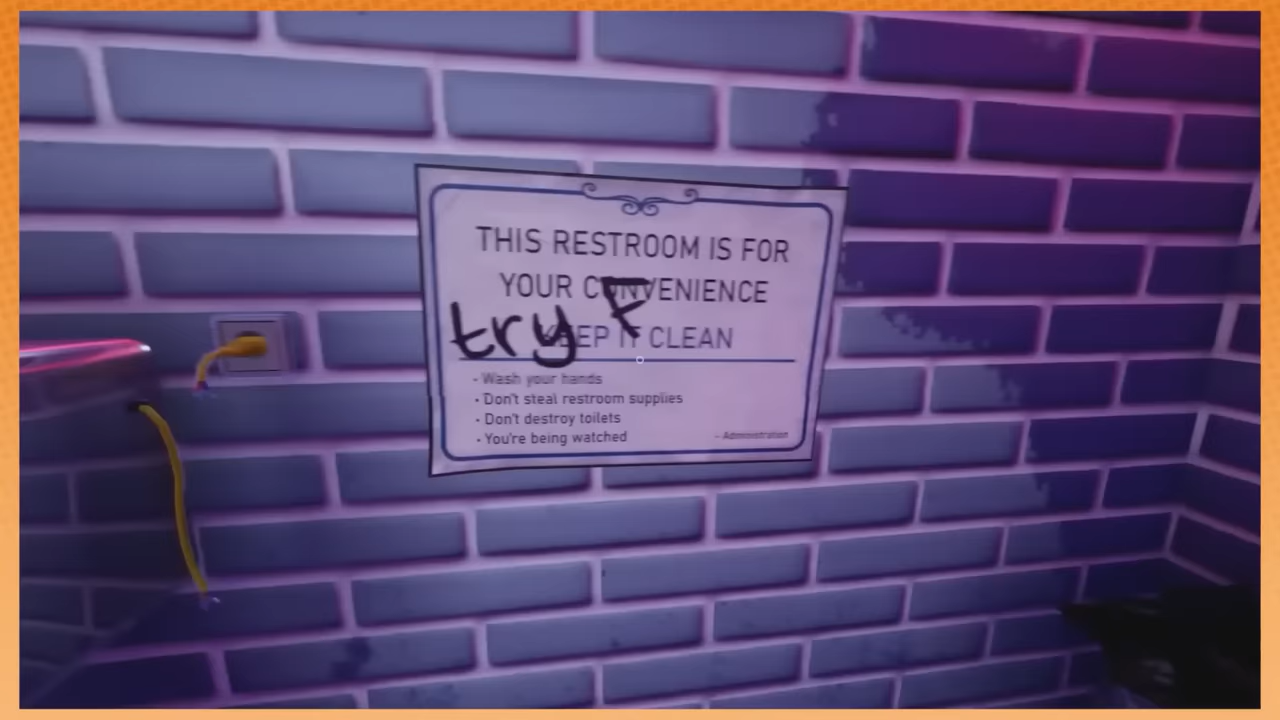 THIS RESTROOM IS FOR
YOUR CONVENIENCE
try F
KEEP IT CLEAN
- Wash your hands
- Don't steal restroom supplies
- Don't destroy toilets
- You're being watched
- Administration